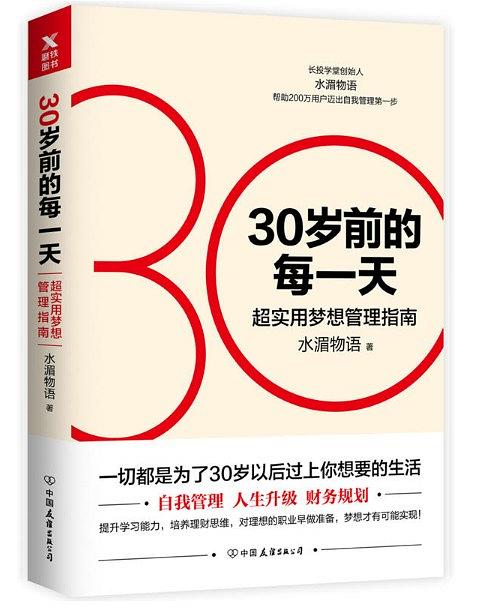 磨铁
图书
30岁前的每一天
超实用梦想
管理指南
水湄物语 著
中国友谊出版公司
长投学堂创始人
水湄物语
帮助200万用户迈出自我管理第一步
30
30岁前的
每一天
超实用梦想管理指南
水湄物语 著
一切都是为了30岁以后过上你想要的生活
· 自我管理 人生升级 财务规划 ·
提升学习能力，培养理财思维，对理想的职业早做准备，梦想才有可能实现！
中国友谊出版公司